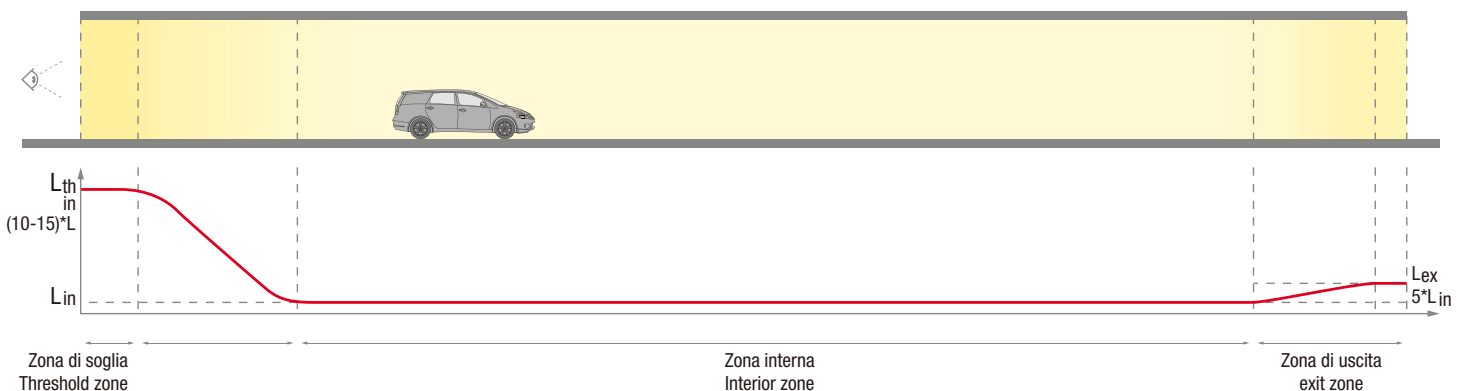 Lth
in
(10-15)*L
Lin
Lex
5*Lin
Zona di soglia
Threshold zone
Zona interna
Interior zone
Zona di uscita
exit zone